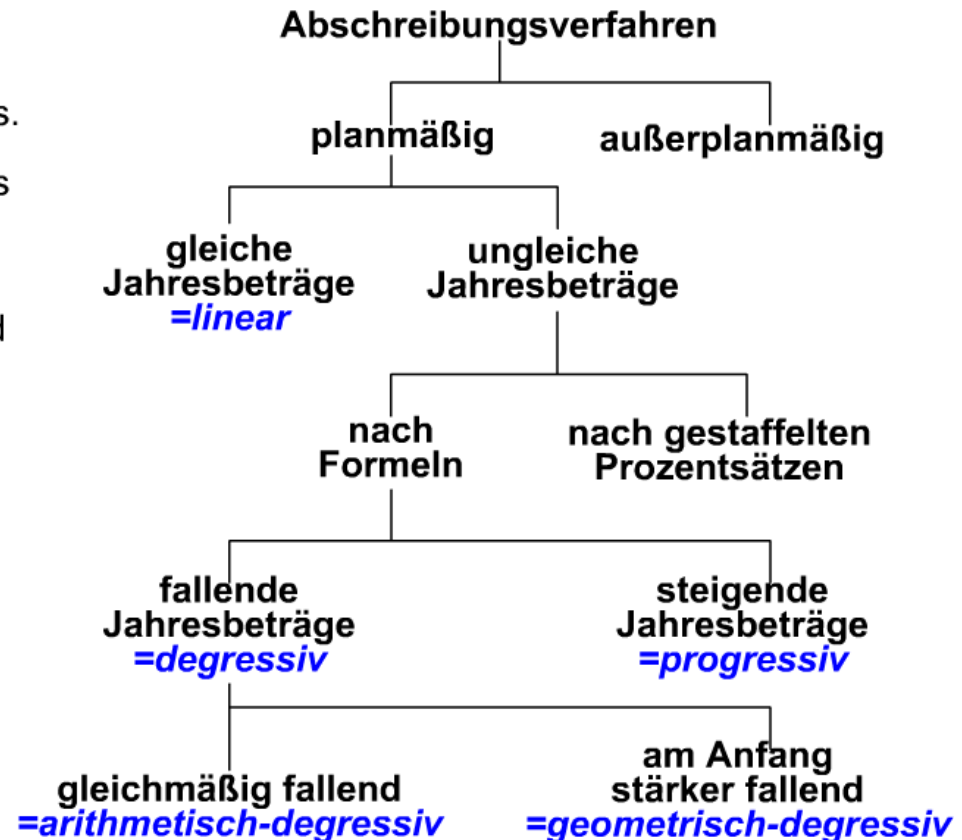 Abschreibungsverfahren
s.
planmäßig
außerplanmäßig
s
gleiche
Jahresbeträge
=linear
ungleiche
Jahresbeträge
nach
Formeln
nach gestaffelten
Prozentsätzen
fallende
Jahresbeträge
=degressiv
steigende
Jahresbeträge
=progressiv
gleichmäßig fallend
=arithmetisch-degressiv
am Anfang
stärker fallend
=geometrisch-degressiv